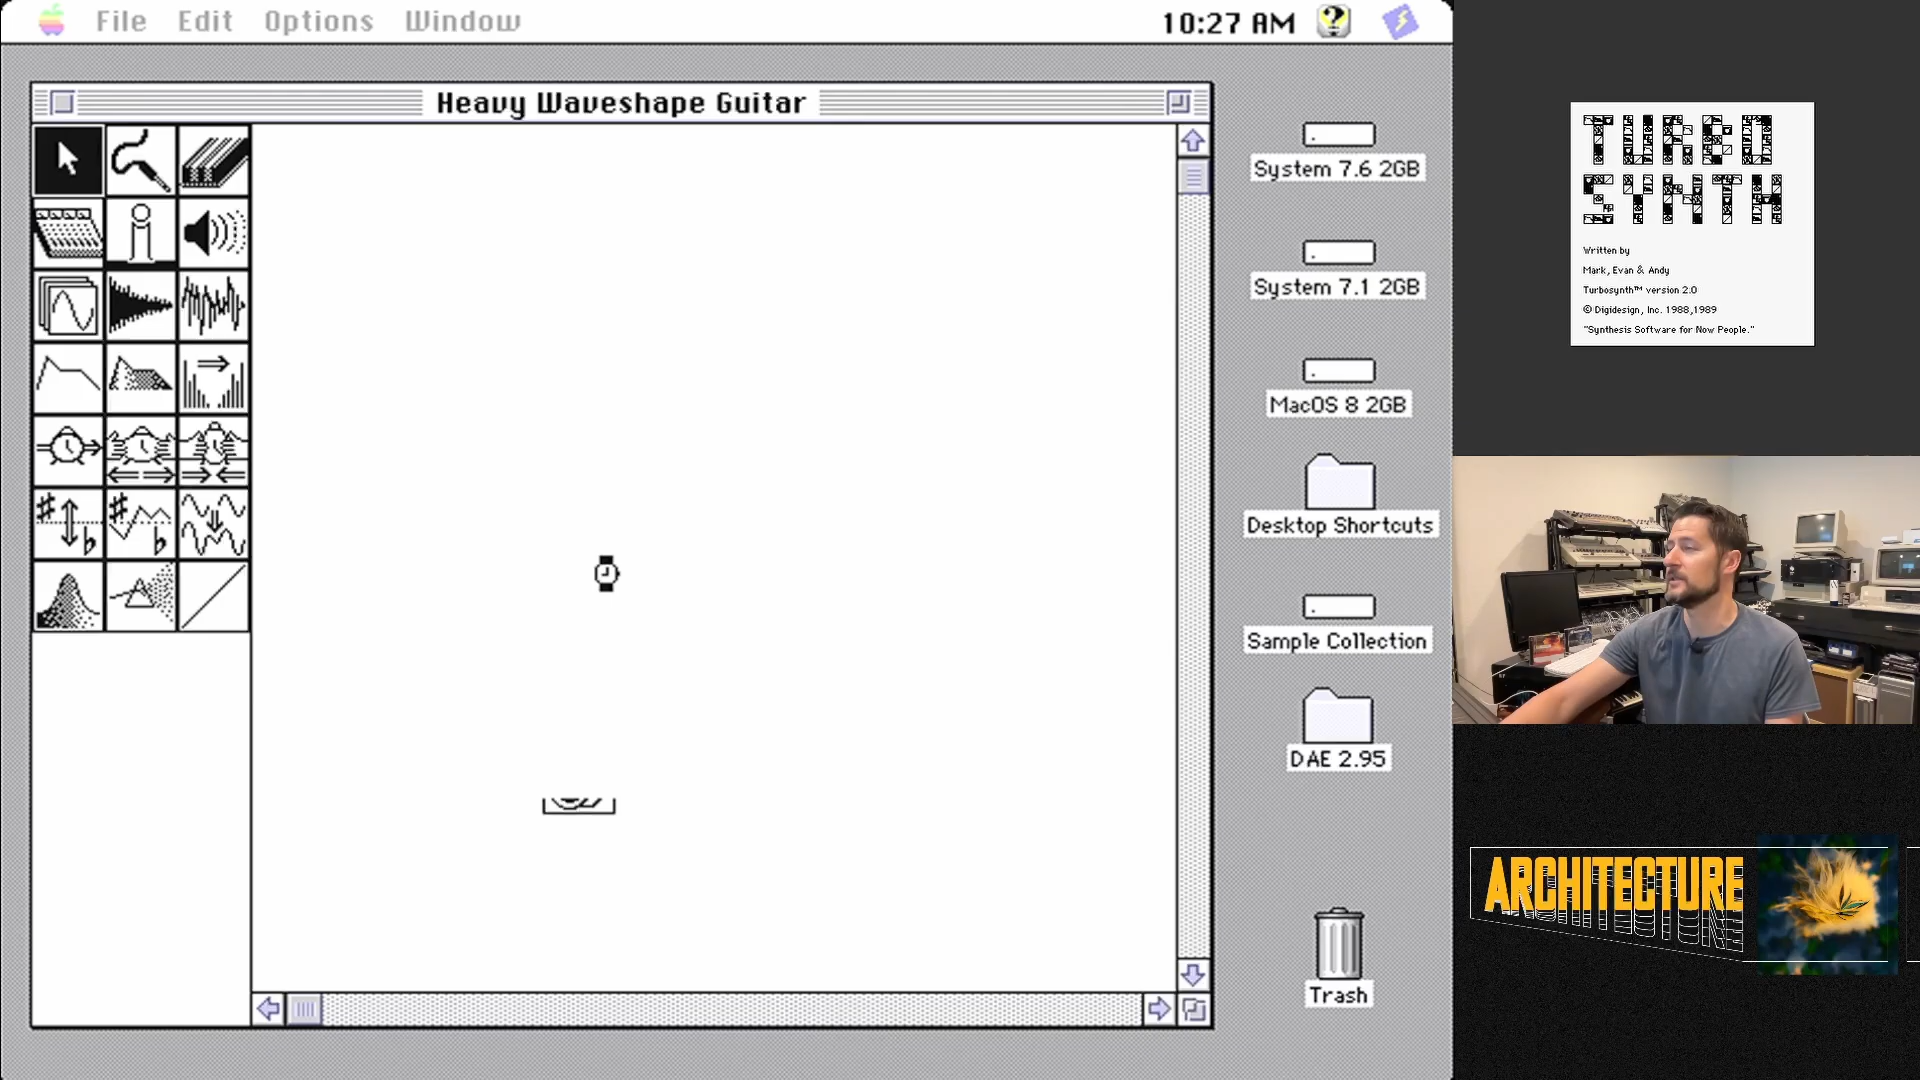 File Edit Options Window
10:27 AM
Heavy Waveshape Guitar
System 7.6 2GB
System 7.1 2GB
MacOS 8 2GB
Desktop Shortcuts
Sample Collection
DAE 2.95
Trash
TURBO
SYNTH
Written by
Mark, Evan & Andy
Turbosynth™ version 2.0
© Digidesign, Inc. 1988,1989
"Synthesis Software for Now People."
ARCHITECTURE